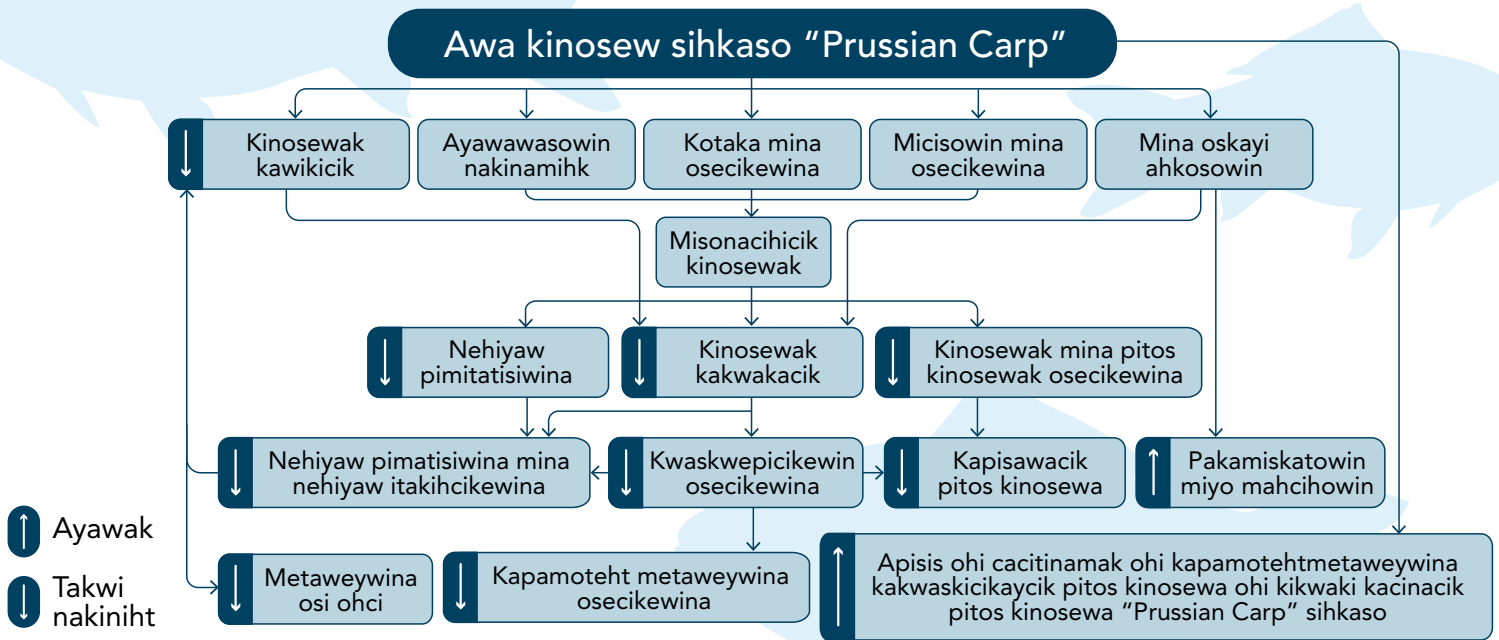 Awa kinosew sihkaso “Prussian Carp”
Kinosewak
kawikicik
Ayawawasowin
nakinamihk
Kotaka mina
osecikewina
Micisowin mina
osecikewina
Mina oskayi
ahkosowin
Misonacihicik
kinosewak
Nehiyaw
pimitatisiwina
Kinosewak
kakwakacik
Kinosewak mina pitos
kinosewak osecikewina
Nehiyaw pimatisiwina mina
nehiyaw itakihcikewina
Kwaskwepicikewin
osecikewina
Kapisawacik
pitos kinosewa
Pakamiskatowin
miyo mahcihowin
Ayawak
Takwi
nakiniht
Metaweywina
osi ohci
Kapamoteht metaweywina
osecikewina
Apisis ohi cacitinamak ohi kapamotehtmetaweywina
kakwaskicikaycik pitos kinosewa ohi kikwaki kacinacik
pitos kinosewa “Prussian Carp” sihkaso